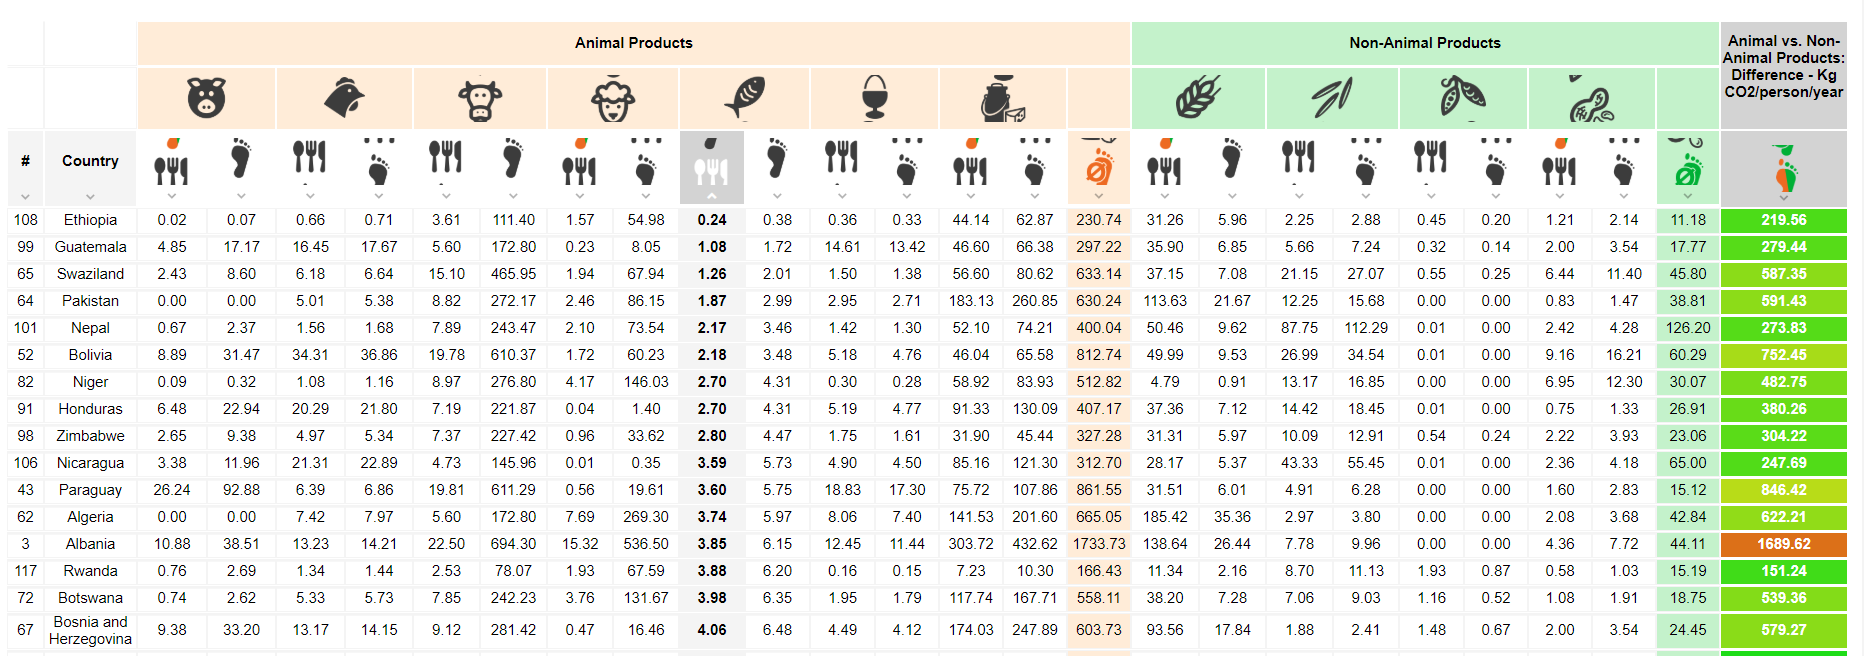 Animal Products Non-Animal Products Animal vs. Non-
Animal Products:
Difference - Kg
CO2/person/year
# Country
108 Ethiopia 0.02 0.07 0.66 0.71 3.61 111.40 1.57 54.98 0.24 0.38 0.36 0.33 44.14 62.87 230.74 31.26 5.96 2.25 2.88 0.45 0.20 1.21 2.14 11.18 219.56
99 Guatemala 4.85 17.17 16.45 17.67 5.60 172.80 0.23 8.05 1.08 1.72 14.61 13.42 46.60 66.38 297.22 35.90 6.85 5.66 7.24 0.32 0.14 2.00 3.54 17.77 279.44
65 Swaziland 2.43 8.60 6.18 6.64 15.10 465.95 1.94 67.94 1.26 2.01 1.50 1.38 56.60 80.62 633.14 37.15 7.08 21.15 27.07 0.55 0.25 6.44 11.40 45.80 587.35
64 Pakistan 0.00 0.00 5.01 5.38 8.82 272.17 2.46 86.15 1.87 2.99 2.95 2.71 183.13 260.85 630.24 113.63 21.67 12.25 15.68 0.00 0.00 0.83 1.47 38.81 591.43
101 Nepal 0.67 2.37 1.56 1.68 7.89 243.47 2.10 73.54 2.17 3.46 1.42 1.30 52.10 74.21 400.04 50.46 9.62 87.75 112.29 0.01 0.00 2.42 4.28 126.20 273.83
52 Bolivia 8.89 31.47 34.31 36.86 19.78 610.37 1.72 60.23 2.18 3.48 5.18 4.76 46.04 65.58 812.74 49.99 9.53 26.99 34.54 0.01 0.00 9.16 16.21 60.29 752.45
82 Niger 0.09 0.32 1.08 1.16 8.97 276.80 4.17 146.03 2.70 4.31 0.30 0.28 58.92 83.93 512.82 4.79 0.91 13.17 16.85 0.00 0.00 6.95 12.30 30.07 482.75
91 Honduras 6.48 22.94 20.29 21.80 7.19 221.87 0.04 1.40 2.70 4.31 5.19 4.77 91.33 130.09 407.17 37.36 7.12 14.42 18.45 0.01 0.00 0.75 1.33 26.91 380.26
98 Zimbabwe 2.65 9.38 4.97 5.34 7.37 227.42 0.96 33.62 2.80 4.47 1.75 1.61 31.90 45.44 327.28 31.31 5.97 10.09 12.91 0.54 0.24 2.22 3.93 23.06 304.22
106 Nicaragua 3.38 11.96 21.31 22.89 4.73 145.96 0.01 0.35 3.59 5.73 4.90 4.50 85.16 121.30 312.70 28.17 5.37 43.33 55.45 0.01 0.00 2.36 4.18 65.00 247.69
43 Paraguay 26.24 92.88 6.39 6.86 19.81 611.29 0.56 19.61 3.60 5.75 18.83 17.30 75.72 107.86 861.55 31.51 6.01 4.91 6.28 0.00 0.00 1.60 2.83 15.12 846.42
62 Algeria 0.00 0.00 7.42 7.97 5.60 172.80 7.69 269.30 3.74 5.97 8.06 7.40 141.53 201.60 665.05 185.42 35.36 2.97 3.80 0.00 0.00 2.08 3.68 42.84 622.21
3 Albania 10.88 38.51 13.23 14.21 22.50 694.30 15.32 536.50 3.85 6.15 12.45 11.44 303.72 432.62 1733.73 138.64 26.44 7.78 9.96 0.00 0.00 4.36 7.72 44.11 1689.62
117 Rwanda 0.76 2.69 1.34 1.44 2.53 78.07 1.93 67.59 3.88 6.20 0.16 0.15 7.23 10.30 166.43 11.34 2.16 8.70 11.13 1.93 0.87 0.58 1.03 15.19 151.24
72 Botswana 0.74 2.62 5.33 5.73 7.85 242.23 3.76 131.67 3.98 6.35 1.95 1.79 117.74 167.71 558.11 38.20 7.28 7.06 9.03 1.16 0.52 1.08 1.91 18.75 539.36
67 Bosnia and
Herzegovina 9.38 33.20 13.17 14.15 9.12 281.42 0.47 16.46 4.06 6.48 4.49 4.12 174.03 247.89 603.73 93.56 17.84 1.88 2.41 1.48 0.67 2.00 3.54 24.45 579.27